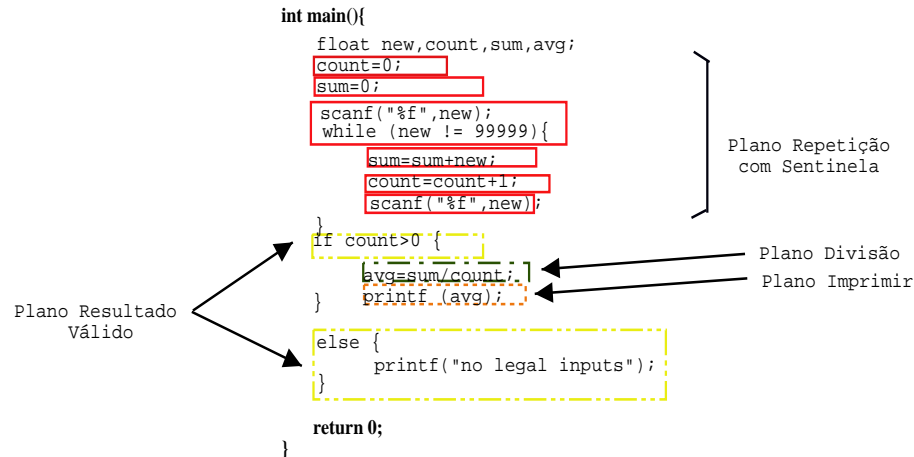 int main(){
float new,count,sum,avg;
count=0;
sum=0;
scanf("%f",new);
while (new != 99999){
sum=sum+new;
count=count+1;
scanf("%f",new);
}
if count>0 {
avg=sum/count;
printf (avg);
}
else {
printf("no legal inputs");
}
return 0;
}
Plano Repetição
com Sentinela
Plano Divisão
Plano Imprimir
Plano Resultado
Válido